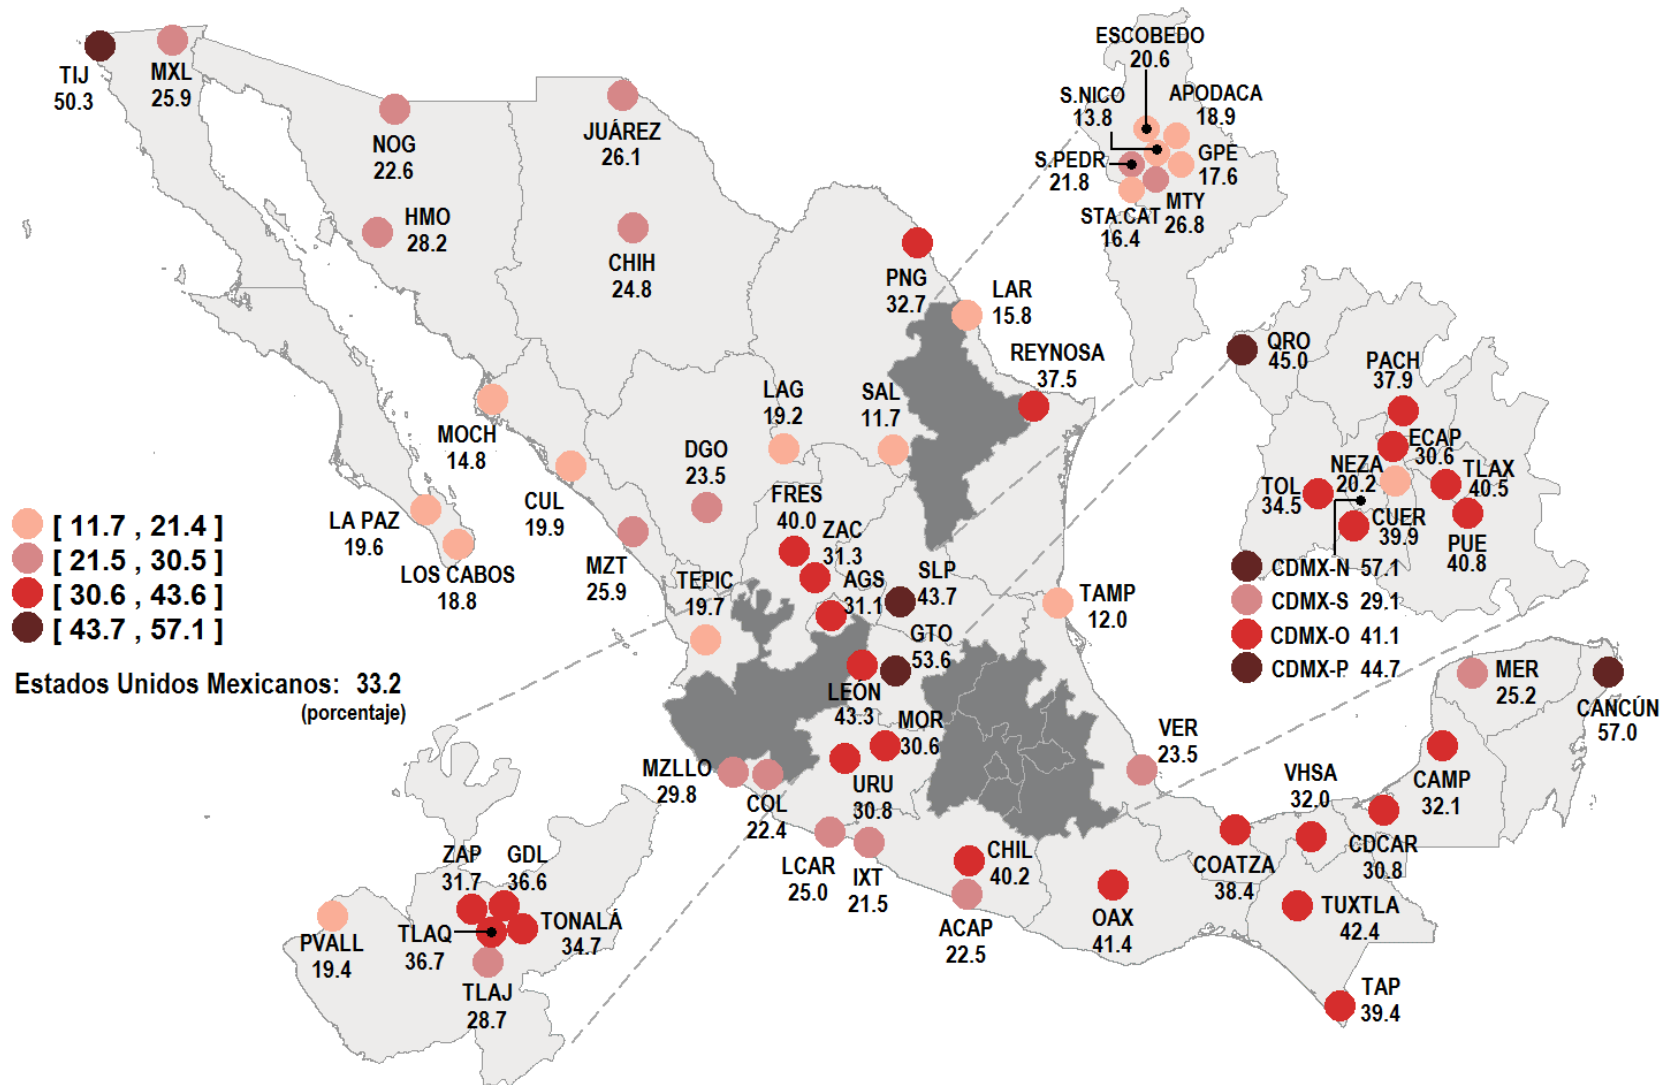 TIJ
50.3
MXL
25.9
NOG
22.6
HMO
28.2
JUÁREZ
26.1
CHIH
24.8
PNG
32.7
LAR
15.8
REYNOSA
37.5
ESCOBEDO
20.6
S.NICO
13.8
APODACA
18.9
S.PEDR
21.8
GPE
17.6
STA.CAT
16.4
MTY
26.8
MOCH
14.8
CUL
19.9
LA PAZ
19.6
LOS CABOS
18.8
MZT
25.9
DGO
23.5
LAG
19.2
SAL
11.7
FRES
40.0
ZAC
31.3
AGS
31.1
SLP
43.7
TEPIC
19.7
GTO
53.6
LEÓN
43.3
TAMP
12.0
MOR
30.6
URU
30.8
MZLLO
29.8
COL
22.4
LCAR
25.0
IXT
21.5
CHIL
40.2
ACAP
22.5
OAX
41.4
VER
23.5
COATZA
38.4
VHSA
32.0
CDCAR
30.8
CAMP
32.1
MER
25.2
CANCÚN
57.0
TUXTLA
42.4
TAP
39.4
QRO
45.0
PACH
37.9
ECAP
30.6
NEZA
20.2
TLAX
40.5
TOL
34.5
CUER
39.9
PUE
40.8
CDMX-N 57.1
CDMX-S 29.1
CDMX-O 41.1
CDMX-P 44.7
[ 11.7 , 21.4 ]
[ 21.5 , 30.5 ]
[ 30.6 , 43.6 ]
[ 43.7 , 57.1 ]
Estados Unidos Mexicanos: 33.2
(porcentaje)
ZAP
31.7
GDL
36.6
TLAQ
36.7
TONALÁ
34.7
PVALL
19.4
TLAJ
28.7